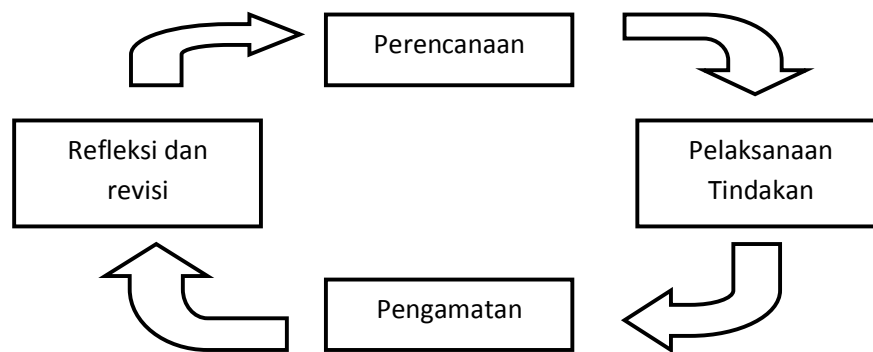 Perencanaan
Pelaksanaan
Tindakan
Pengamatan
Refleksi dan
revisi